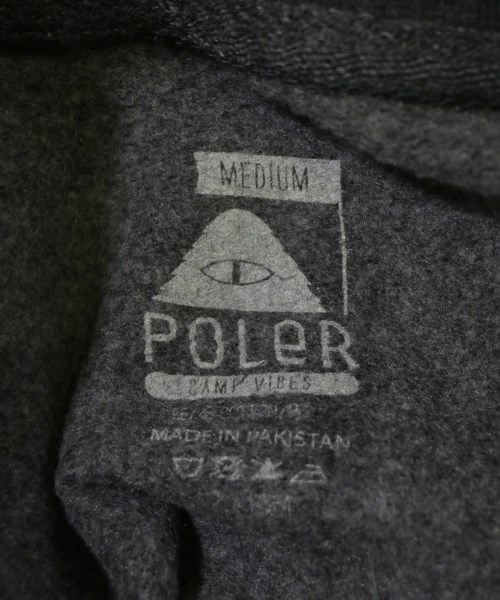 MEDIUM
POLeR
CAMP VIBES
MADE IN PAKISTAN